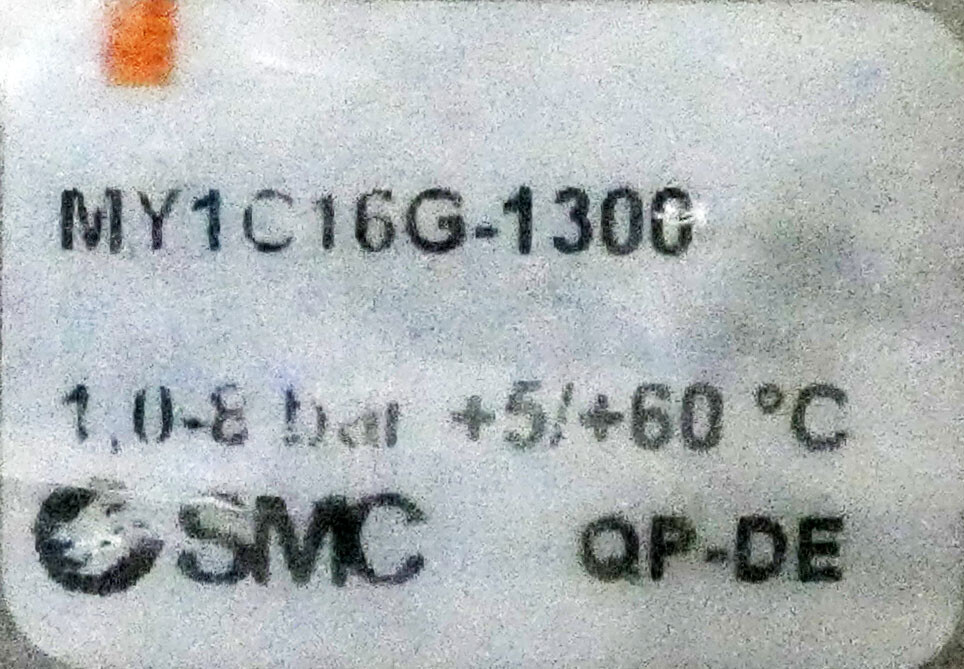 MY1C16G-1300
1,0-8 bar +5/+60 °C
SMC QP-DE